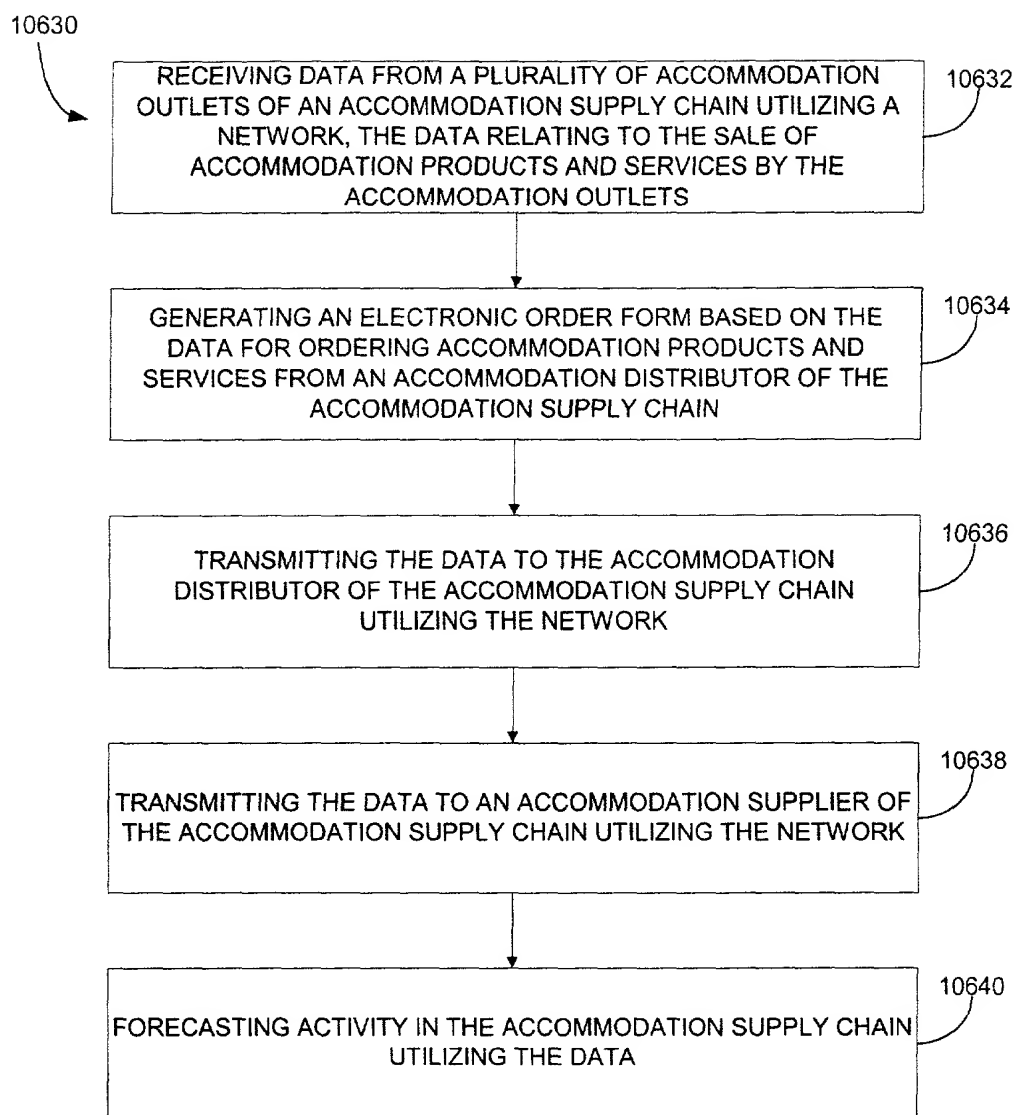 10630
RECEIVING DATA FROM A PLURALITY OF ACCOMMODATION
OUTLETS OF AN ACCOMMODATION SUPPLY CHAIN UTILIZING A
NETWORK, THE DATA RELATING TO THE SALE OF
ACCOMMODATION PRODUCTS AND SERVICES BY THE
ACCOMMODATION OUTLETS
10632
GENERATING AN ELECTRONIC ORDER FORM BASED ON THE
DATA FOR ORDERING ACCOMMODATION PRODUCTS AND
SERVICES FROM AN ACCOMMODATION DISTRIBUTOR OF THE
ACCOMMODATION SUPPLY CHAIN
10634
TRANSMITTING THE DATA TO THE ACCOMMODATION
DISTRIBUTOR OF THE ACCOMMODATION SUPPLY CHAIN
UTILIZING THE NETWORK
10636
TRANSMITTING THE DATA TO AN ACCOMMODATION SUPPLIER OF
THE ACCOMMODATION SUPPLY CHAIN UTILIZING THE NETWORK
10638
FORECASTING ACTIVITY IN THE ACCOMMODATION SUPPLY CHAIN
UTILIZING THE DATA
10640